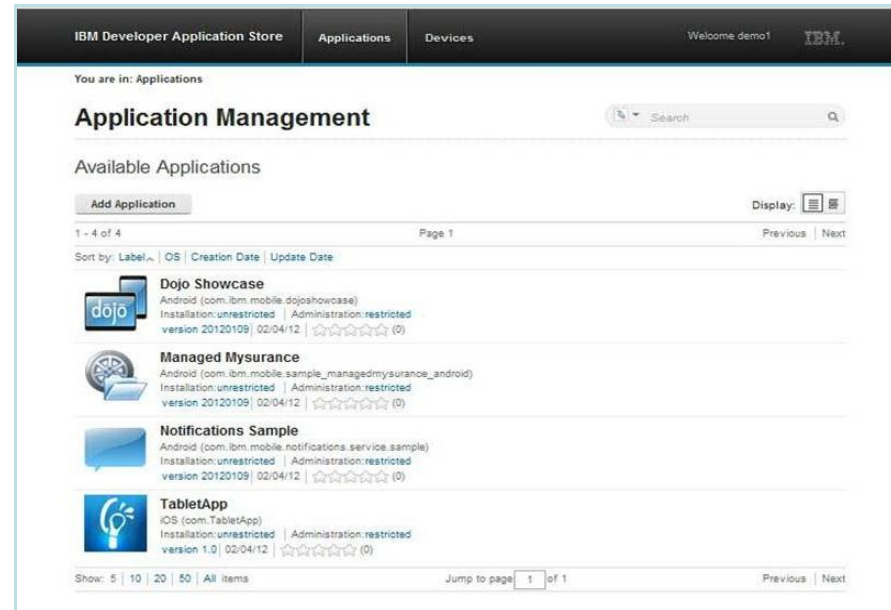 IBM Developer Application Store Applications Devices Welcome demo1 IBM.
You are in: Applications
Application Management Search
Available Applications
Add Application Display:
1 - 4 of 4 Page 1 Previous | Next
Sort by: Label | OS | Creation Date | Update Date
dojo Dojo Showcase
Android (com.ibm.mobile.dojoshowcase)
Installation:unrestricted | Administration:restricted
version 20120109| 02/04/12 | (0)
Managed Mysurance
Android (com.ibm.mobile.sample_managedmysurance_android)
Installation:unrestricted | Administration:restricted
version 20120109| 02/04/12 | (0)
Notifications Sample
Android (com.ibm.mobile.notifications.service.sample)
Installation:unrestricted | Administration:restricted
version 20120109| 02/04/12 | (0)
TabletApp
iOS (com.TabletApp)
Installation:unrestricted | Administration:restricted
version 1.0| 02/04/12 | (0)
Show: 5 | 10 | 20 | 50 | All items Jump to page 1 of 1 Previous | Next